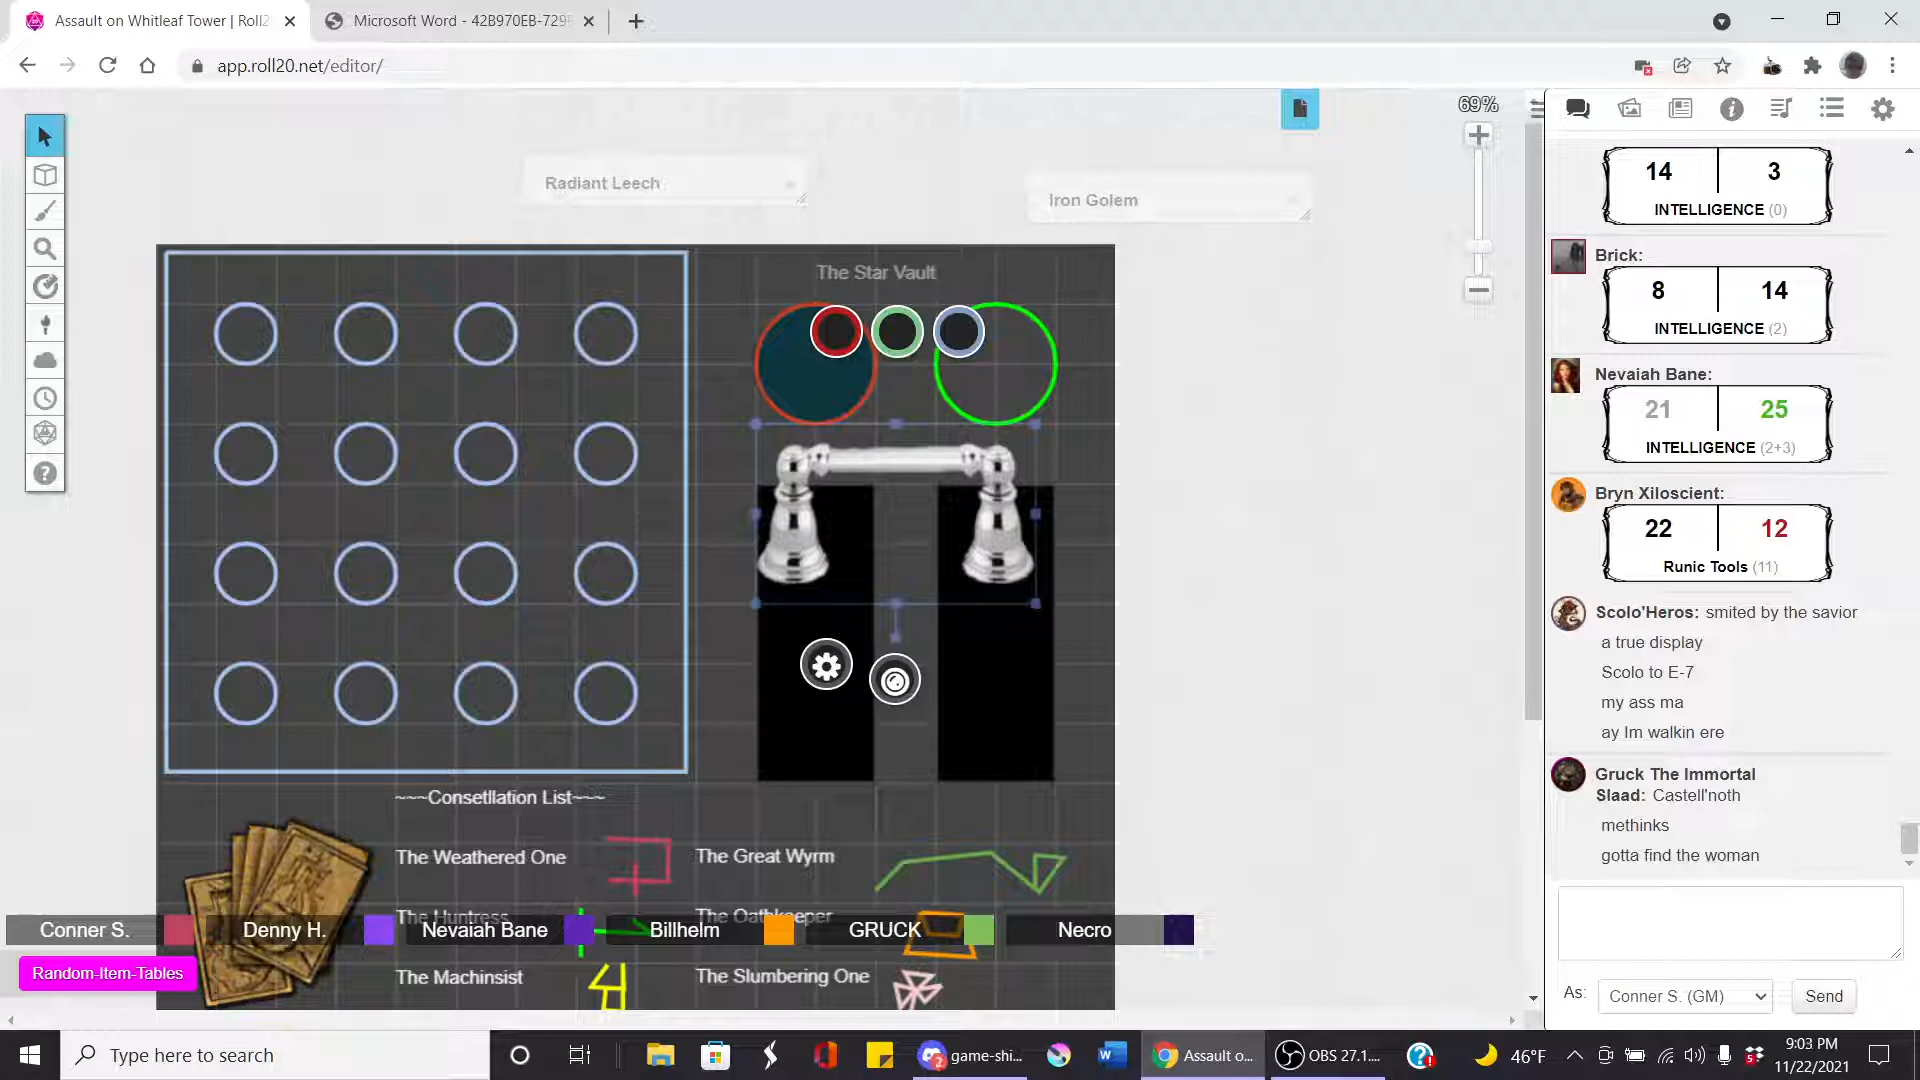 Assault on Whitleaf Tower | Roll2
Microsoft Word - 42B970EB-729F
app.roll20.net/editor/
69%
Radiant Leech
Iron Golem
The Star Vault
~~~Consetllation List~~~
The Weathered One
The Great Wyrm
The Huntress
The Oathkeeper
The Machinsist
The Slumbering One
Conner S.
Denny H.
Nevaiah Bane
Billhelm
GRUCK
Necro
Random-Item-Tables
14
3
INTELLIGENCE (0)
Brick:
8
14
INTELLIGENCE (2)
Nevaiah Bane:
21
25
INTELLIGENCE (2+3)
Bryn Xiloscient:
22
12
Runic Tools (11)
Scolo'Heros: smited by the savior
a true display
Scolo to E-7
my ass ma
ay Im walkin ere
Gruck The Immortal
Slaad: Castell'noth
methinks
gotta find the woman
As:
Conner S. (GM)
Send
Type here to search
game-shi...
Assault o...
OBS 27.1....
46°F
9:03 PM
11/22/2021